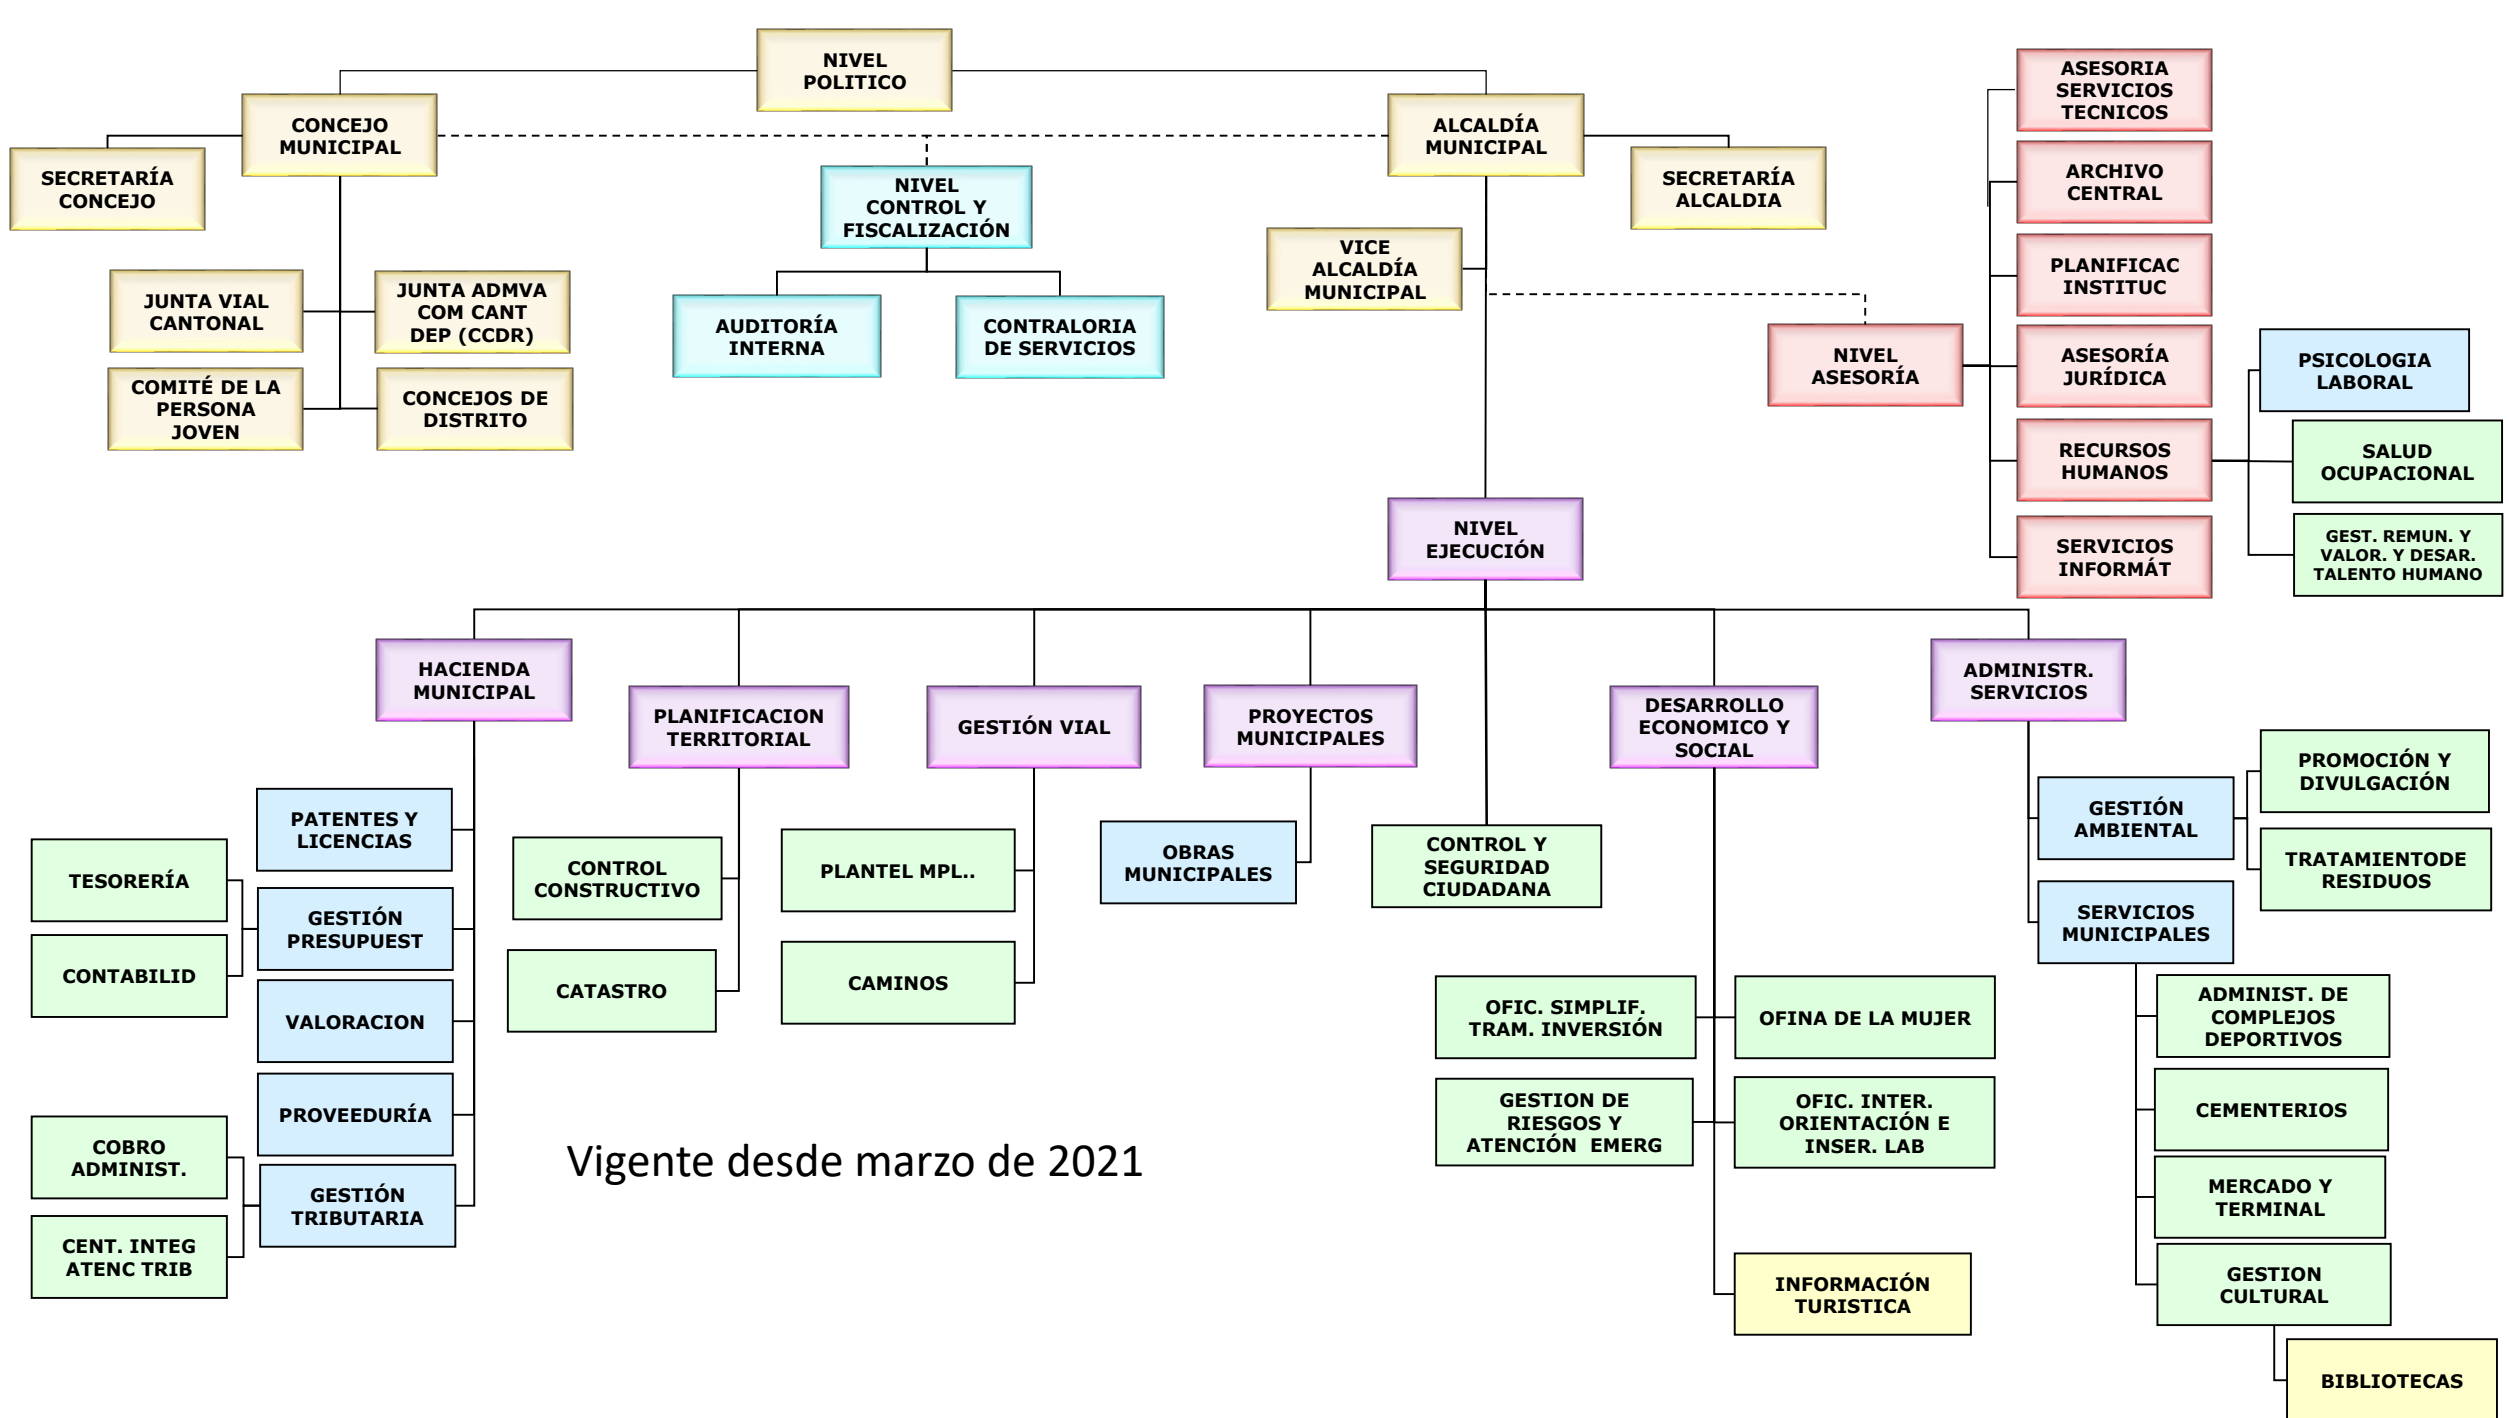 NIVEL
POLITICO
CONCEJO
MUNICIPAL
SECRETARÍA
CONCEJO
JUNTA VIAL
CANTONAL
JUNTA ADMVA
COM CANT
DEP (CCDR)
COMITÉ DE LA
PERSONA
JOVEN
CONCEJOS DE
DISTRITO
NIVEL
CONTROL Y
FISCALIZACIÓN
AUDITORÍA
INTERNA
CONTRALORIA
DE SERVICIOS
ALCALDÍA
MUNICIPAL
SECRETARÍA
ALCALDIA
VICE
ALCALDÍA
MUNICIPAL
NIVEL
ASESORÍA
ASESORIA
SERVICIOS
TECNICOS
ARCHIVO
CENTRAL
PLANIFICAC
INSTITUC
ASESORÍA
JURÍDICA
RECURSOS
HUMANOS
SERVICIOS
INFORMÁT
PSICOLOGIA
LABORAL
SALUD
OCUPACIONAL
GEST. REMUN. Y
VALOR. Y DESAR.
TALENTO HUMANO
NIVEL
EJECUCIÓN
HACIENDA
MUNICIPAL
PATENTES Y
LICENCIAS
TESORERÍA
GESTIÓN
PRESUPUEST
CONTABILID
VALORACION
PROVEEDURÍA
COBRO
ADMINIST.
GESTIÓN
TRIBUTARIA
CENT. INTEG
ATENC TRIB
PLANIFICACION
TERRITORIAL
CONTROL
CONSTRUCTIVO
CATASTRO
GESTIÓN VIAL
PLANTEL MPL..
CAMINOS
PROYECTOS
MUNICIPALES
OBRAS
MUNICIPALES
CONTROL Y
SEGURIDAD
CIUDADANA
DESARROLLO
ECONOMICO Y
SOCIAL
OFIC. SIMPLIF.
TRAM. INVERSIÓN
OFINA DE LA MUJER
GESTION DE
RIESGOS Y
ATENCIÓN  EMERG
OFIC. INTER.
ORIENTACIÓN E
INSER. LAB
INFORMACIÓN
TURISTICA
ADMINISTR.
SERVICIOS
GESTIÓN
AMBIENTAL
PROMOCIÓN Y
DIVULGACIÓN
TRATAMIENTODE
RESIDUOS
SERVICIOS
MUNICIPALES
ADMINIST. DE
COMPLEJOS
DEPORTIVOS
CEMENTERIOS
MERCADO Y
TERMINAL
GESTION
CULTURAL
BIBLIOTECAS
Vigente desde marzo de 2021